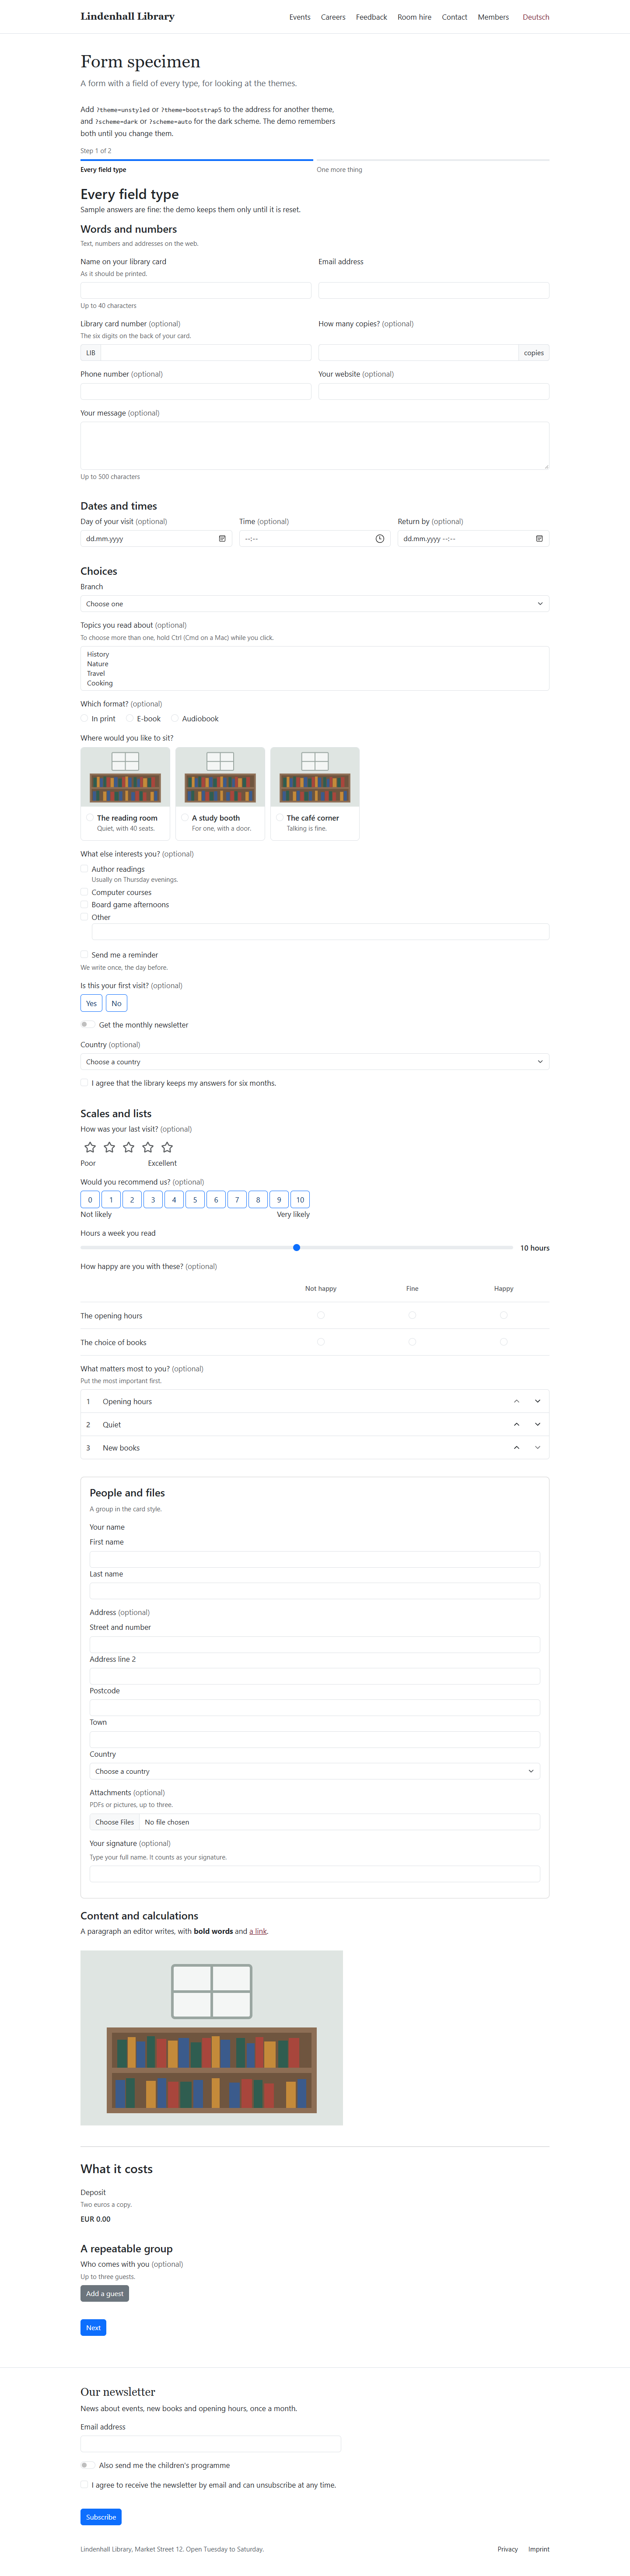 Lindenhall Library
Events Careers Feedback Room hire Contact Members Deutsch
Form specimen
A form with a field of every type, for looking at the themes.
Add ?theme=unstyled or ?theme=bootstrap5 to the address for another theme,
and ?scheme=dark or ?scheme=auto for the dark scheme. The demo remembers
both until you change them.
Step 1 of 2
Every field type One more thing
Every field type
Sample answers are fine: the demo keeps them only until it is reset.
Words and numbers
Text, numbers and addresses on the web.
Name on your library card Email address
As it should be printed.
Up to 40 characters
Library card number (optional) How many copies? (optional)
The six digits on the back of your card.
LIB copies
Phone number (optional) Your website (optional)
Your message (optional)
Up to 500 characters
Dates and times
Day of your visit (optional) Time (optional) Return by (optional)
dd.mm.yyyy --:-- dd.mm.yyyy --:--
Choices
Branch
Choose one
Topics you read about (optional)
To choose more than one, hold Ctrl (Cmd on a Mac) while you click.
History
Nature
Travel
Cooking
Which format? (optional)
In print E-book Audiobook
Where would you like to sit?
The reading room A study booth The café corner
Quiet, with 40 seats. For one, with a door. Talking is fine.
What else interests you? (optional)
Author readings
Usually on Thursday evenings.
Computer courses
Board game afternoons
Other
Send me a reminder
We write once, the day before.
Is this your first visit? (optional)
Yes No
Get the monthly newsletter
Country (optional)
Choose a country
I agree that the library keeps my answers for six months.
Scales and lists
How was your last visit? (optional)
Poor Excellent
Would you recommend us? (optional)
0 1 2 3 4 5 6 7 8 9 10
Not likely Very likely
Hours a week you read
10 hours
How happy are you with these? (optional)
Not happy Fine Happy
The opening hours
The choice of books
What matters most to you? (optional)
Put the most important first.
1 Opening hours
2 Quiet
3 New books
People and files
A group in the card style.
Your name
First name
Last name
Address (optional)
Street and number
Address line 2
Postcode
Town
Country
Choose a country
Attachments (optional)
PDFs or pictures, up to three.
Choose Files No file chosen
Your signature (optional)
Type your full name. It counts as your signature.
Content and calculations
A paragraph an editor writes, with bold words and a link.
What it costs
Deposit
Two euros a copy.
EUR 0.00
A repeatable group
Who comes with you (optional)
Up to three guests.
Add a guest
Next
Our newsletter
News about events, new books and opening hours, once a month.
Email address
Also send me the children's programme
I agree to receive the newsletter by email and can unsubscribe at any time.
Subscribe
Lindenhall Library, Market Street 12. Open Tuesday to Saturday. Privacy Imprint